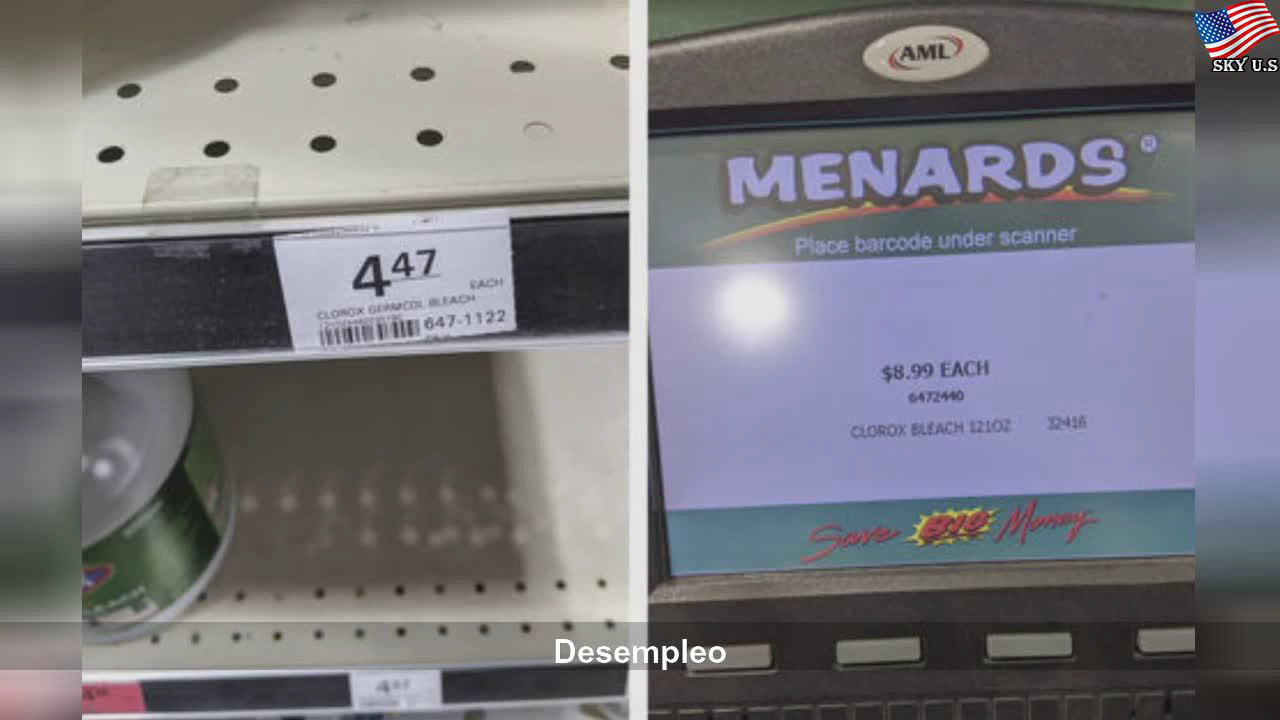 4 47
EACH
CLOROX GERMCDL BLEACH
647-1122
AML
MENARDS®
Place barcode under scanner
$8.99 EACH
6472440
CLOROX BLEACH 121OZ 32416
Save BIG Money
SKY U.S
Desempleo